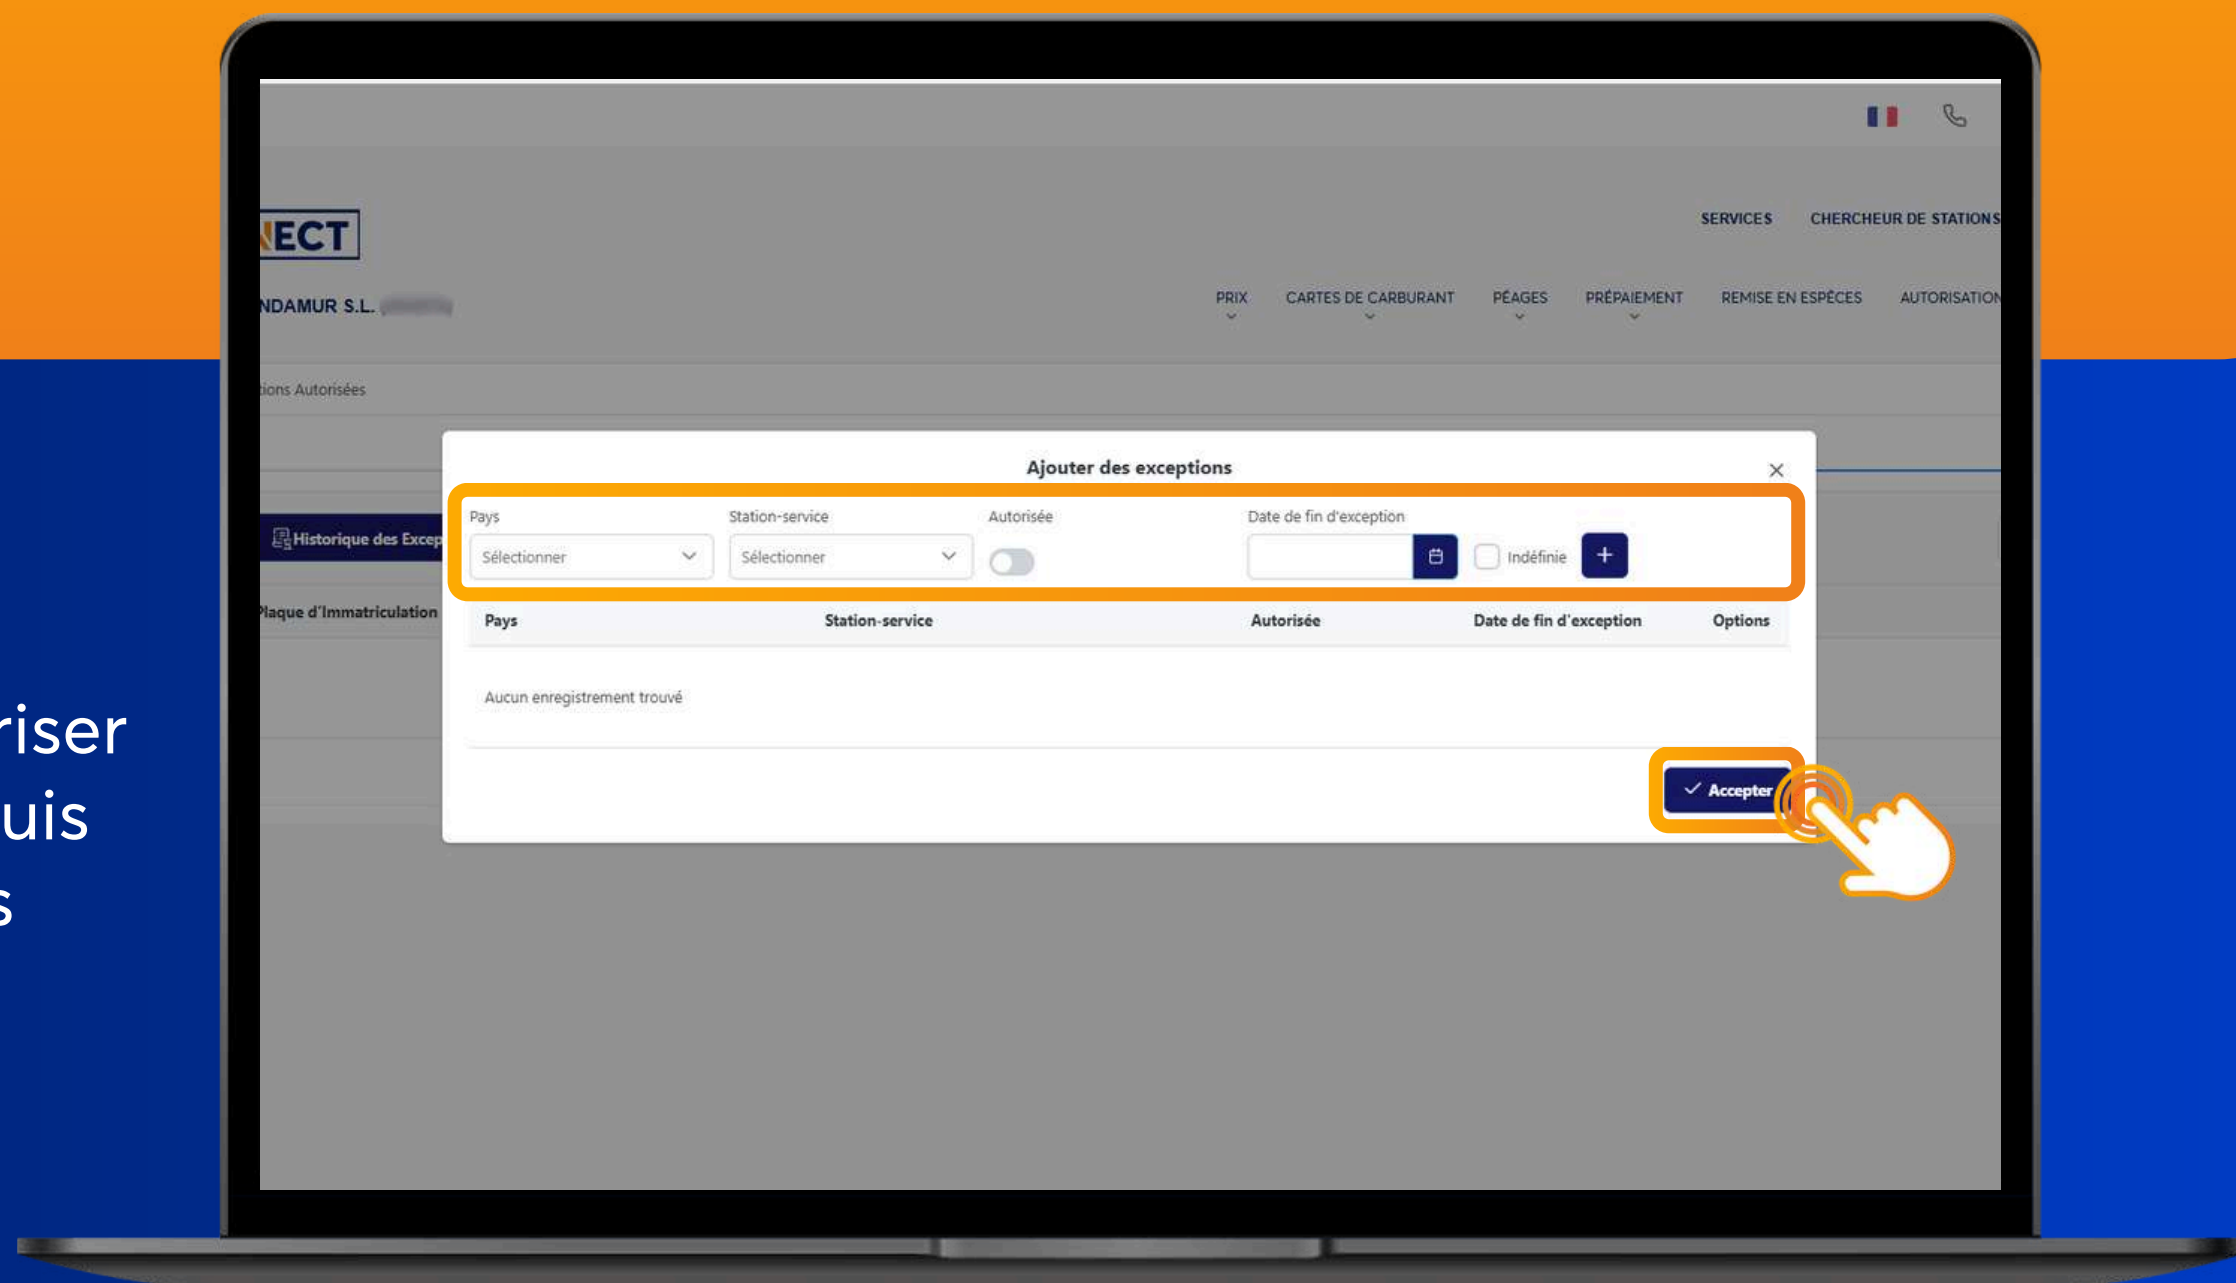 NECT
SERVICES CHERCHEUR DE STATIONS
NDAMUR S.L.
PRIX CARTES DE CARBURANT PÉAGES PRÉPAIEMENT REMISE EN ESPÈCES AUTORISATION
tions Autorisées
Ajouter des exceptions
Pays Station-service Autorisée Date de fin d'exception
Historique des Excep
Sélectionner Sélectionner Indéfinie
Plaque d'Immatriculation
Pays Station-service Autorisée Date de fin d'exception Options
Aucun enregistrement trouvé
riser
Accepter
uis
s